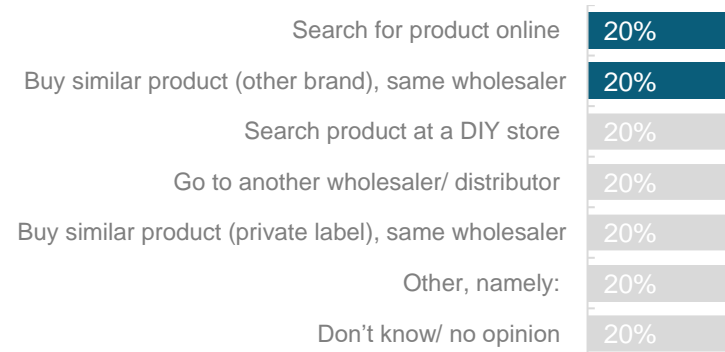 Search for product online 20%
Buy similar product (other brand), same wholesaler 20%
Search product at a DIY store 20%
Go to another wholesaler/ distributor 20%
Buy similar product (private label), same wholesaler 20%
Other, namely: 20%
Don’t know/ no opinion 20%